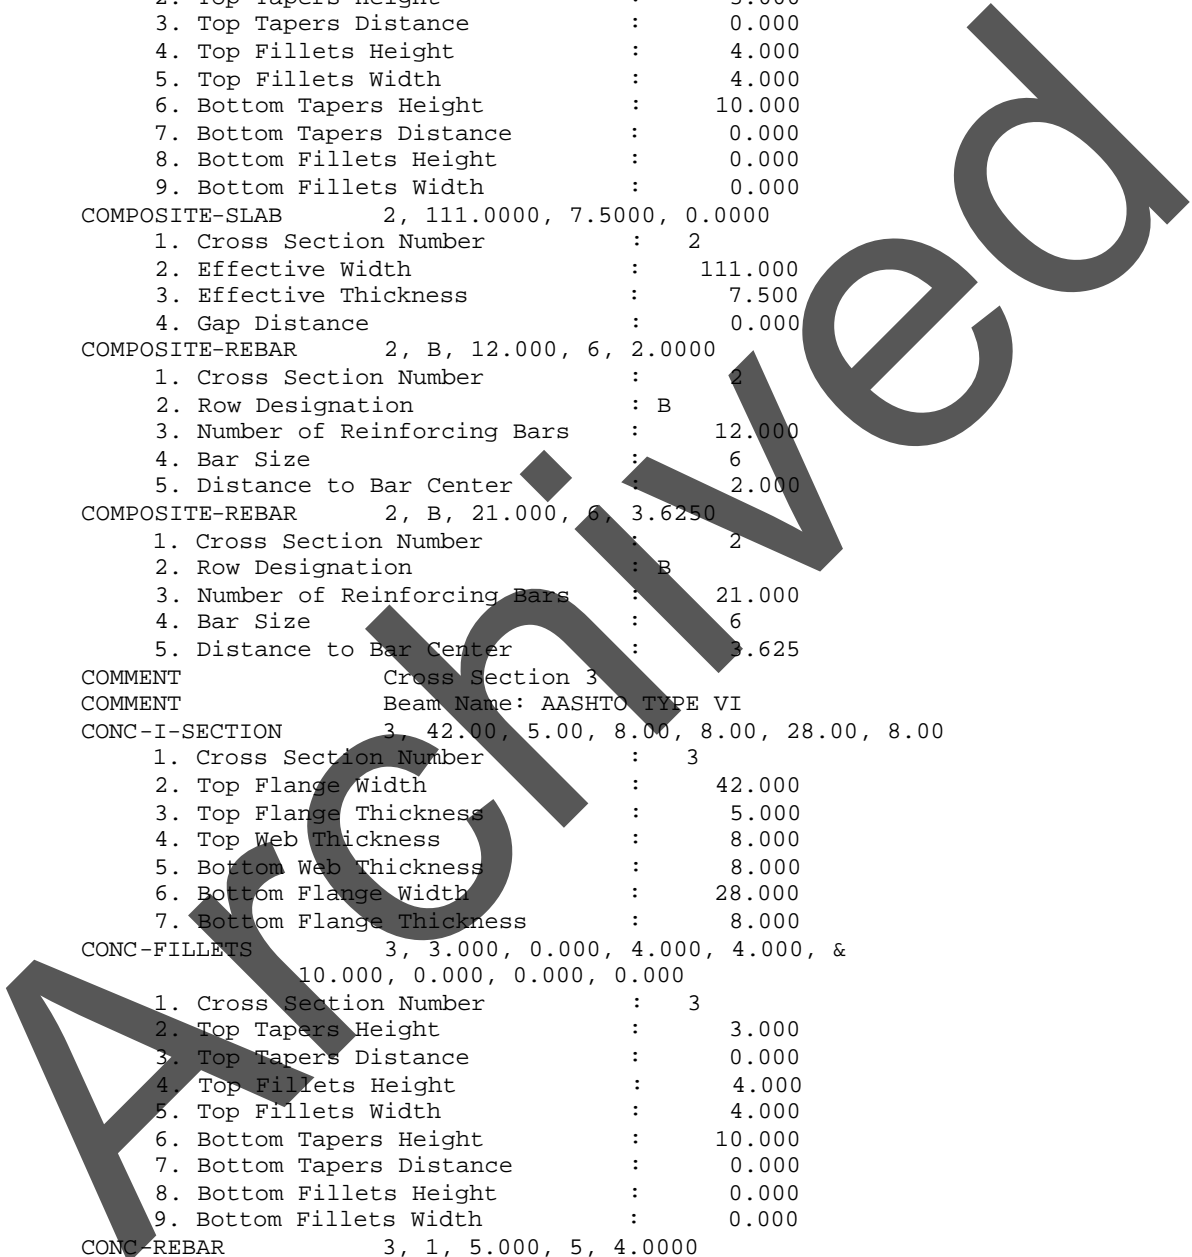 2. Top Tapers Height : 3.000
3. Top Tapers Distance : 0.000
4. Top Fillets Height : 4.000
5. Top Fillets Width : 4.000
6. Bottom Tapers Height : 10.000
7. Bottom Tapers Distance : 0.000
8. Bottom Fillets Height : 0.000
9. Bottom Fillets Width : 0.000
COMPOSITE-SLAB 2, 111.0000, 7.5000, 0.0000
1. Cross Section Number : 2
2. Effective Width : 111.000
3. Effective Thickness : 7.500
4. Gap Distance : 0.000
COMPOSITE-REBAR 2, B, 12.000, 6, 2.0000
1. Cross Section Number : 2
2. Row Designation : B
3. Number of Reinforcing Bars : 12.000
4. Bar Size : 6
5. Distance to Bar Center : 2.000
COMPOSITE-REBAR 2, B, 21.000, 6, 3.6250
1. Cross Section Number : 2
2. Row Designation : B
3. Number of Reinforcing Bars : 21.000
4. Bar Size : 6
5. Distance to Bar Center : 3.625
COMMENT Cross Section 3
COMMENT Beam Name: AASHTO TYPE VI
CONC-I-SECTION 3, 42.00, 5.00, 8.00, 8.00, 28.00, 8.00
1. Cross Section Number : 3
2. Top Flange Width : 42.000
3. Top Flange Thickness : 5.000
4. Top Web Thickness : 8.000
5. Bottom Web Thickness : 8.000
6. Bottom Flange Width : 28.000
7. Bottom Flange Thickness : 8.000
CONC-FILLETS 3, 3.000, 0.000, 4.000, 4.000, &
10.000, 0.000, 0.000, 0.000
1. Cross Section Number : 3
2. Top Tapers Height : 3.000
3. Top Tapers Distance : 0.000
4. Top Fillets Height : 4.000
5. Top Fillets Width : 4.000
6. Bottom Tapers Height : 10.000
7. Bottom Tapers Distance : 0.000
8. Bottom Fillets Height : 0.000
9. Bottom Fillets Width : 0.000
CONC-REBAR 3, 1, 5.000, 5, 4.0000
Archived